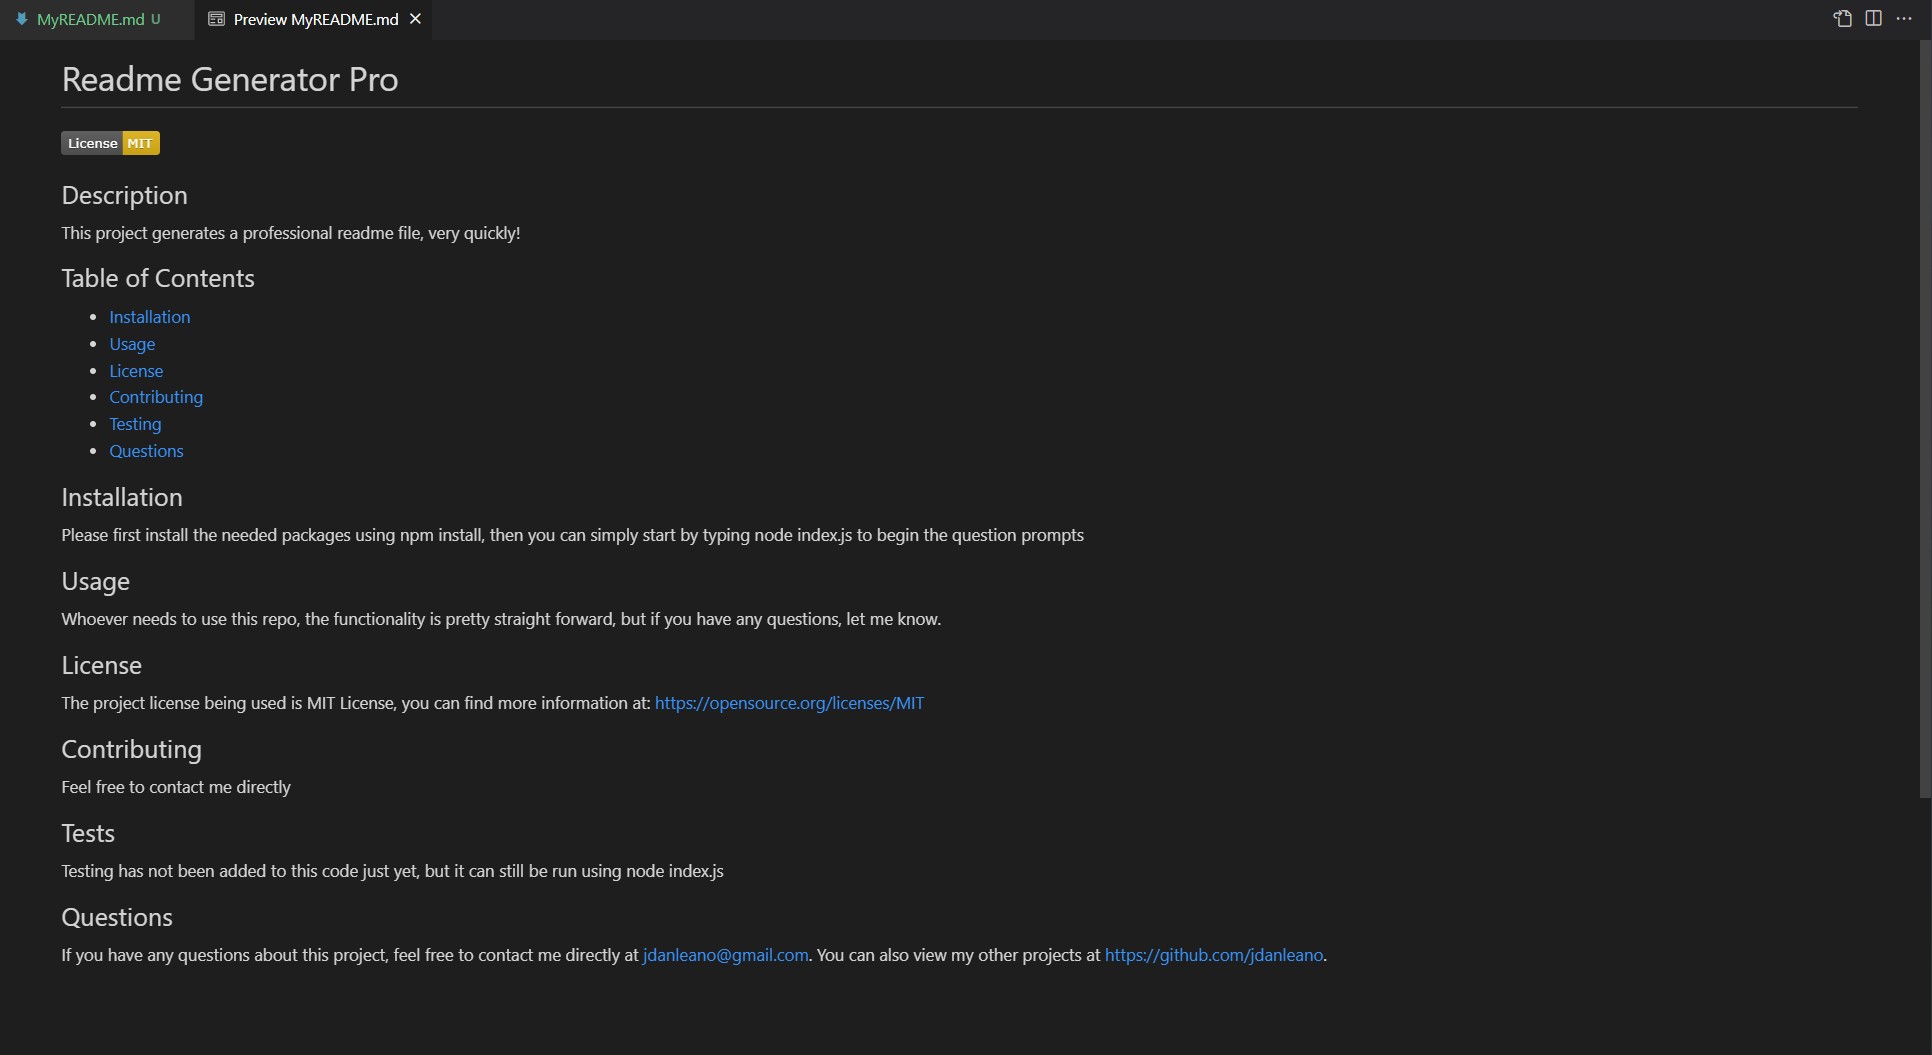 MyREADME.md U
Preview MyREADME.md
Readme Generator Pro
License MIT
Description
This project generates a professional readme file, very quickly!
Table of Contents
Installation
Usage
License
Contributing
Testing
Questions
Installation
Please first install the needed packages using npm install, then you can simply start by typing node index.js to begin the question prompts
Usage
Whoever needs to use this repo, the functionality is pretty straight forward, but if you have any questions, let me know.
License
The project license being used is MIT License, you can find more information at: https://opensource.org/licenses/MIT
Contributing
Feel free to contact me directly
Tests
Testing has not been added to this code just yet, but it can still be run using node index.js
Questions
If you have any questions about this project, feel free to contact me directly at jdanleano@gmail.com. You can also view my other projects at https://github.com/jdanleano.